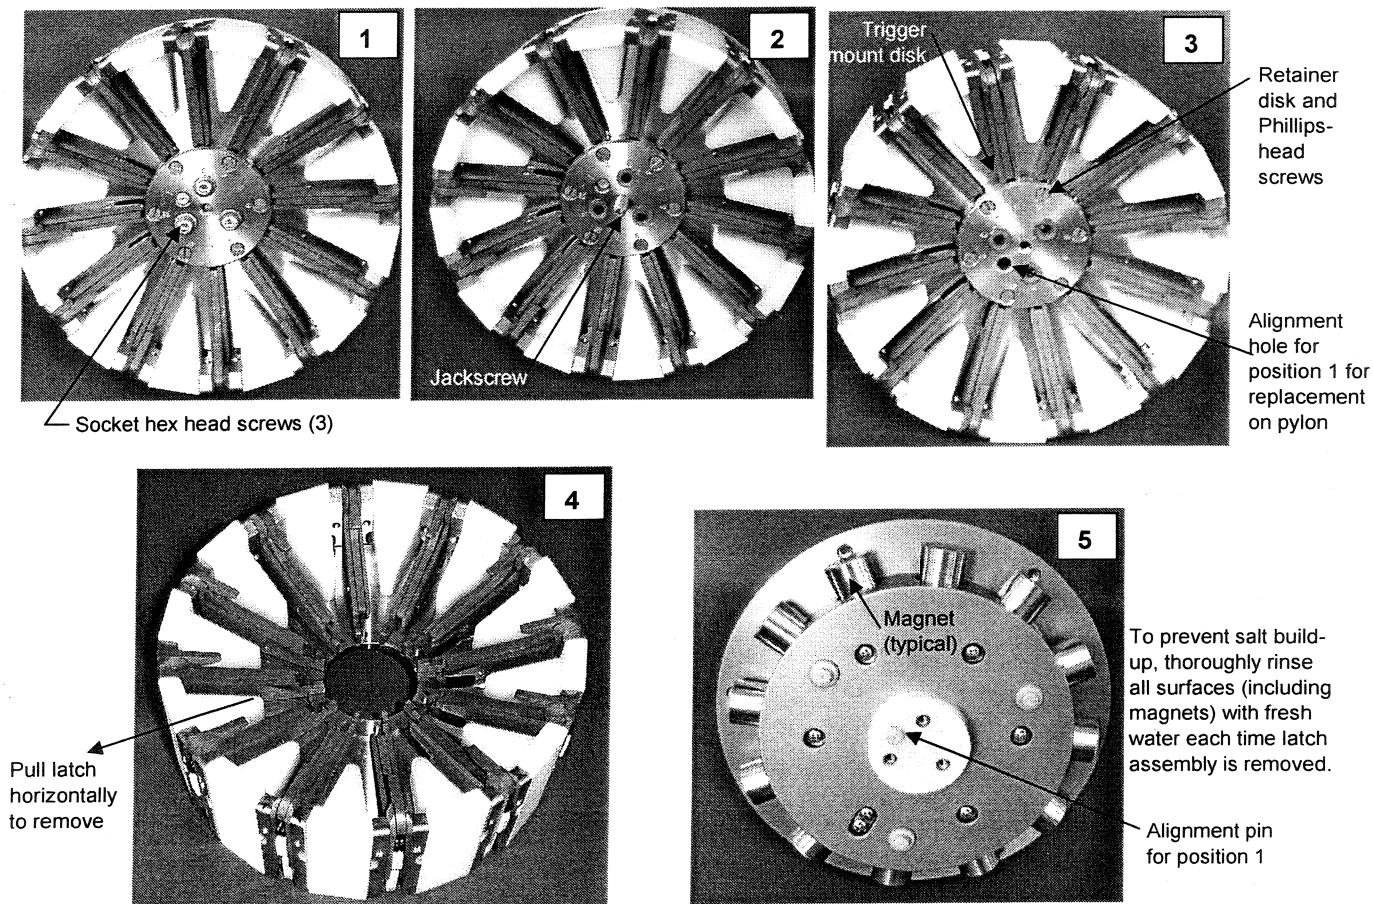 1
Socket hex head screws (3)
2
Jackscrew
3
Trigger
mount disk
Retainer
disk and
Phillips-
head
screws
Alignment
hole for
position 1 for
replacement
on pylon
4
Pull latch
horizontally
to remove
5
Magnet
(typical)
To prevent salt build-
up, thoroughly rinse
all surfaces (including
magnets) with fresh
water each time latch
assembly is removed.
Alignment pin
for position 1